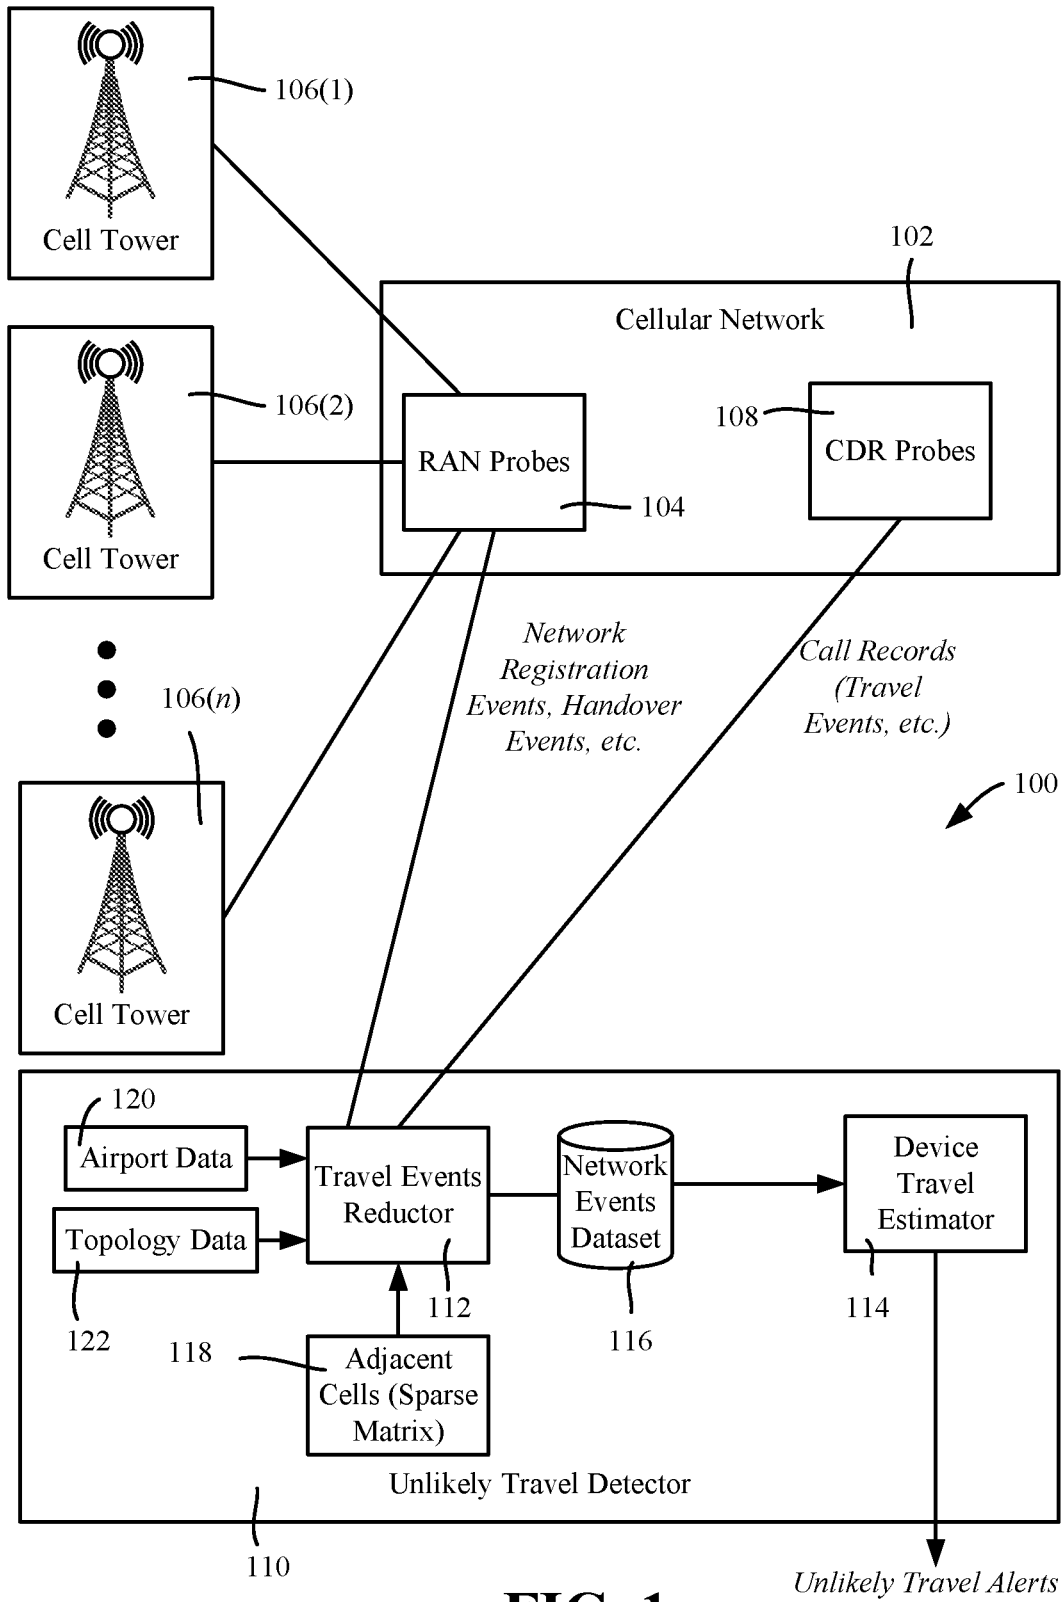 106(1)
Cell Tower
102
Cellular Network
106(2)
108
CDR Probes
RAN Probes
104
Cell Tower
Network
Registration
Events, Handover
Events, etc.
Call Records
(Travel
Events, etc.)
106(n)
100
Cell Tower
120
Airport Data
Travel Events
Reductor
Network
Events
Dataset
Device
Travel
Estimator
Topology Data
112
114
116
122
118
Adjacent
Cells (Sparse
Matrix)
Unlikely Travel Detector
110
Unlikely Travel Alerts
FIG. 1